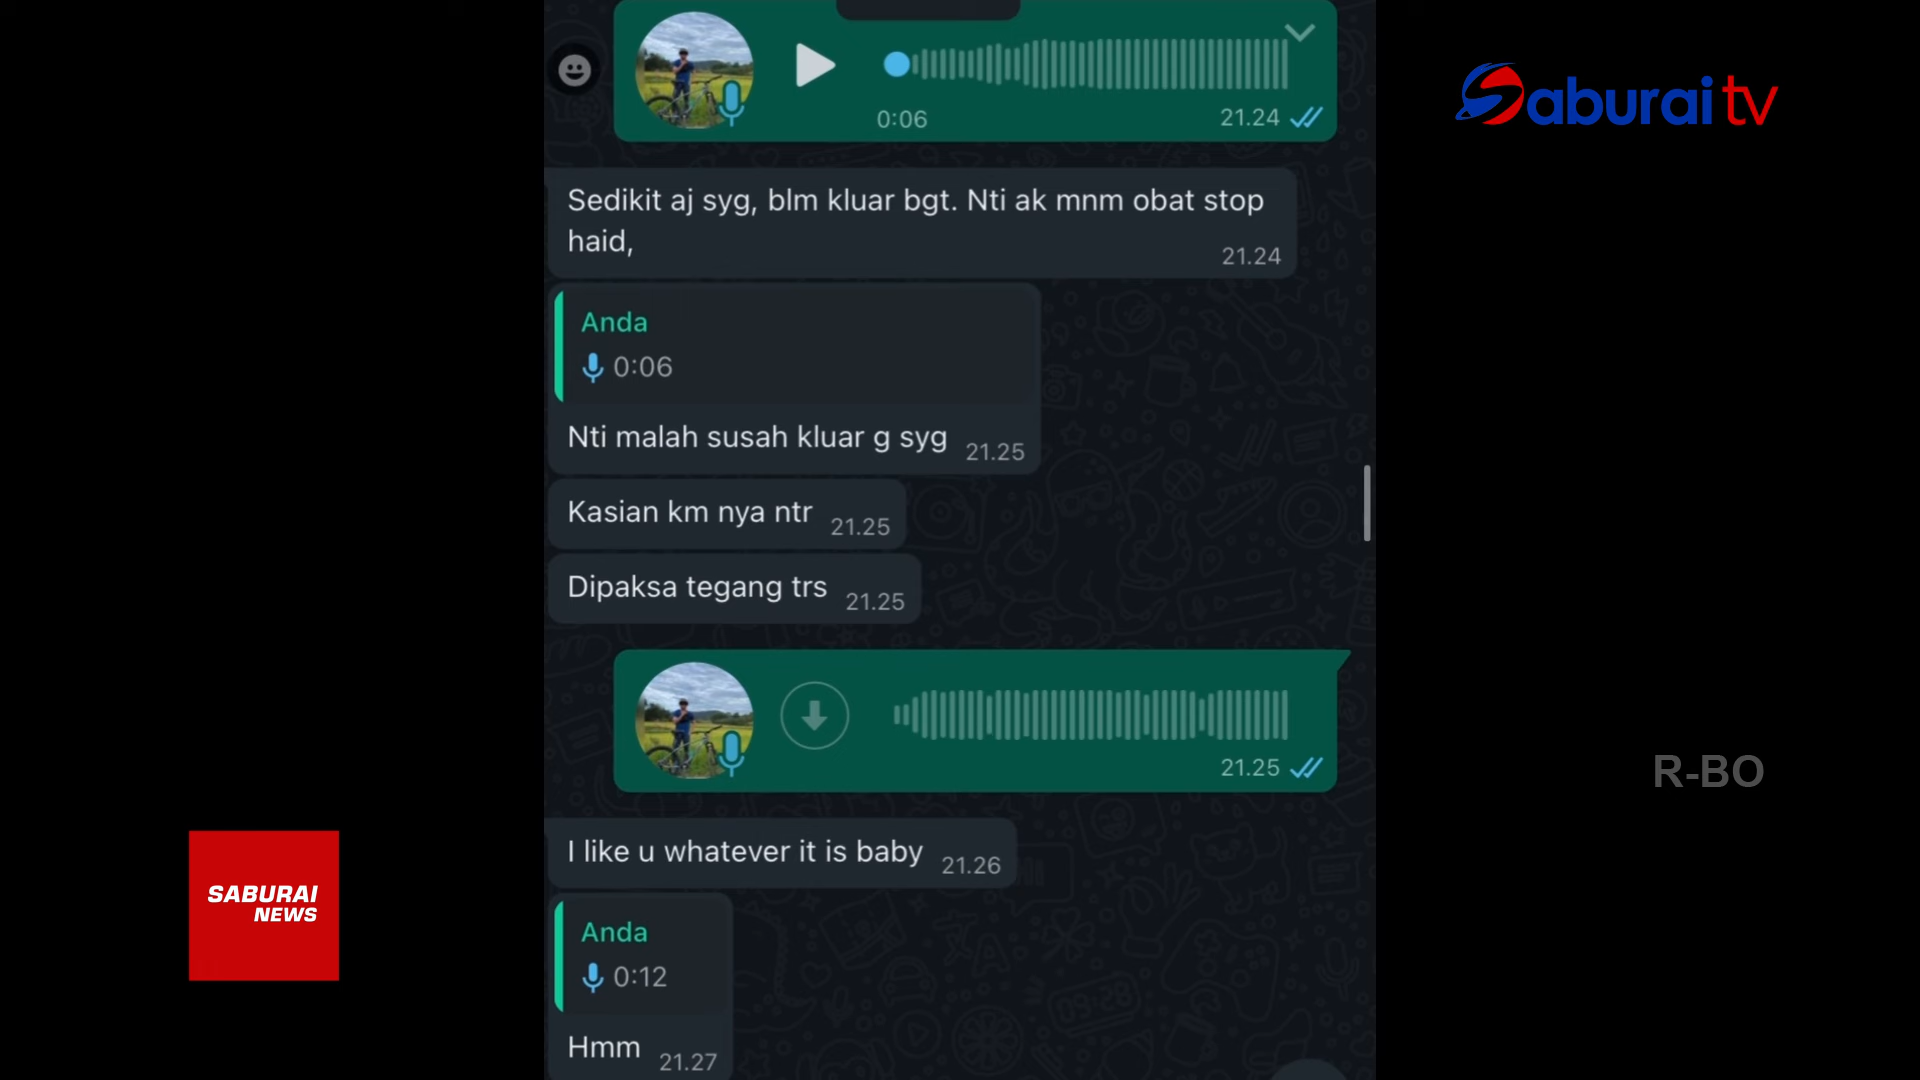 0:06
21.24
Saburai tv
Sedikit aj syg, blm kluar bgt. Nti ak mnm obat stop
haid,
21.24
Anda
0:06
Nti malah susah kluar g syg 21.25
Kasian km nya ntr 21.25
Dipaksa tegang trs 21.25
21.25
R-BO
I like u whatever it is baby 21.26
SABURAI
NEWS
Anda
0:12
Hmm 21.27